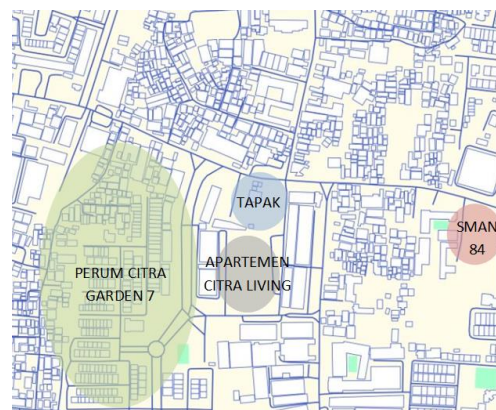 TAPAK
SMAN
84
PERUM CITRA
GARDEN 7
APARTEMEN
CITRA LIVING